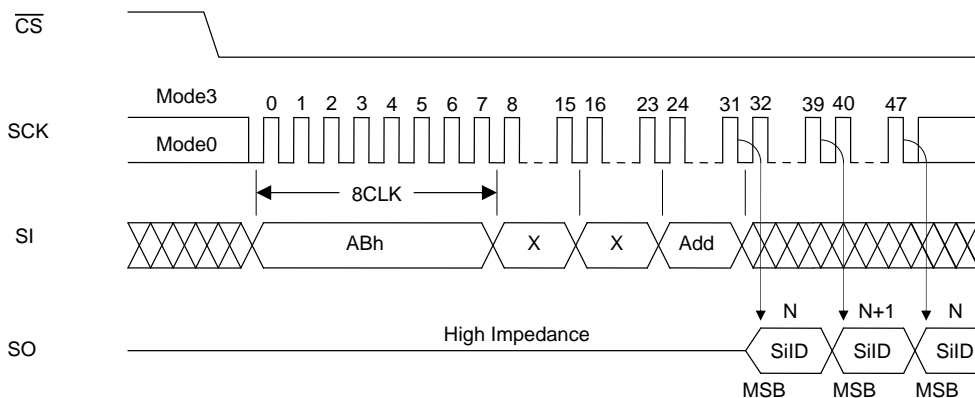 CS
Mode3
SCK
0 1 2 3 4 5 6 7 8 15 16 23 24 31 32 39 40 47
Mode0
8CLK
SI
ABh X X Add
N N+1 N
High Impedance
SO
SiID SiID SiID
MSB MSB MSB